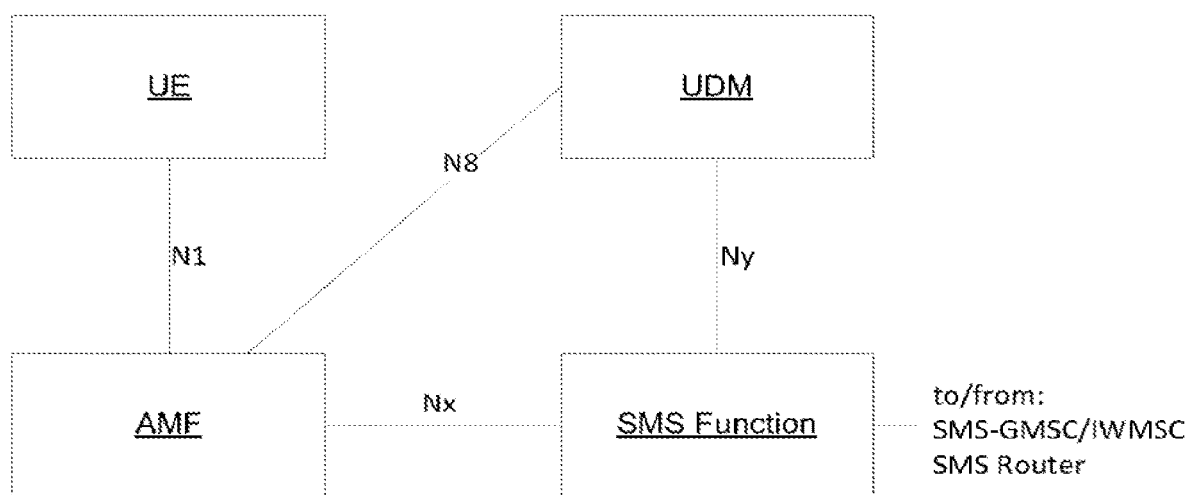 UE
UDM
N8
N1
Ny
AMF
Nx
SMS Function
to/from:
SMS-GMSC/IWMSC
SMS Router